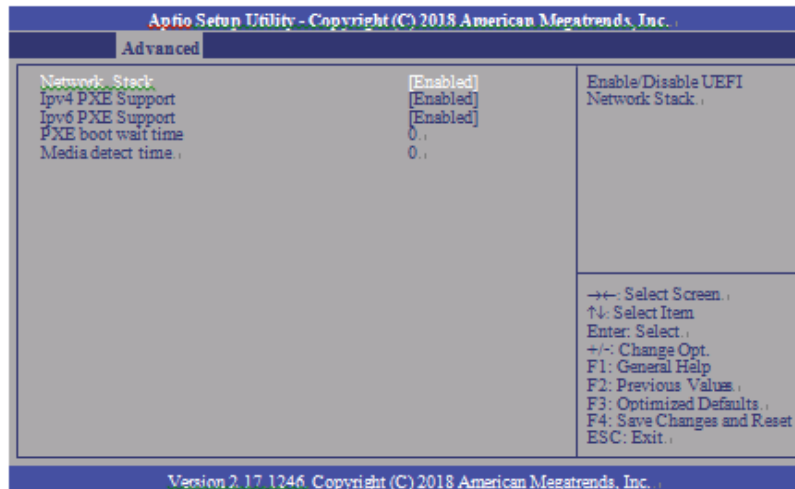 Aptio Setup Utility - Copyright (C) 2018 American Megatrends, Inc.
Advanced
Network Stack [Enabled]
Ipv4 PXE Support [Enabled]
Ipv6 PXE Support [Enabled]
PXE boot wait time 0
Media detect time 0
Enable/Disable UEFI
Network Stack.
→←: Select Screen
↑↓: Select Item
Enter: Select
+/-: Change Opt.
F1: General Help
F2: Previous Values
F3: Optimized Defaults
F4: Save Changes and Reset
ESC: Exit
Version 2.17.1246. Copyright (C) 2018 American Megatrends, Inc.